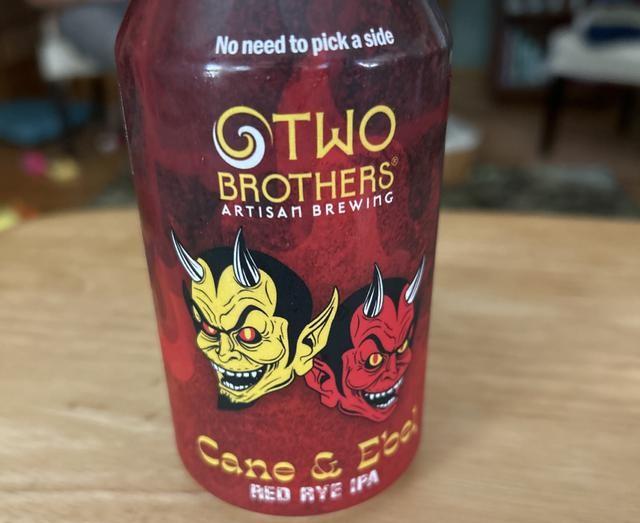 No need to pick a side
TWO
BROTHERS®
ARTISAN BREWING
Cane & Ebel
RED RYE IPA